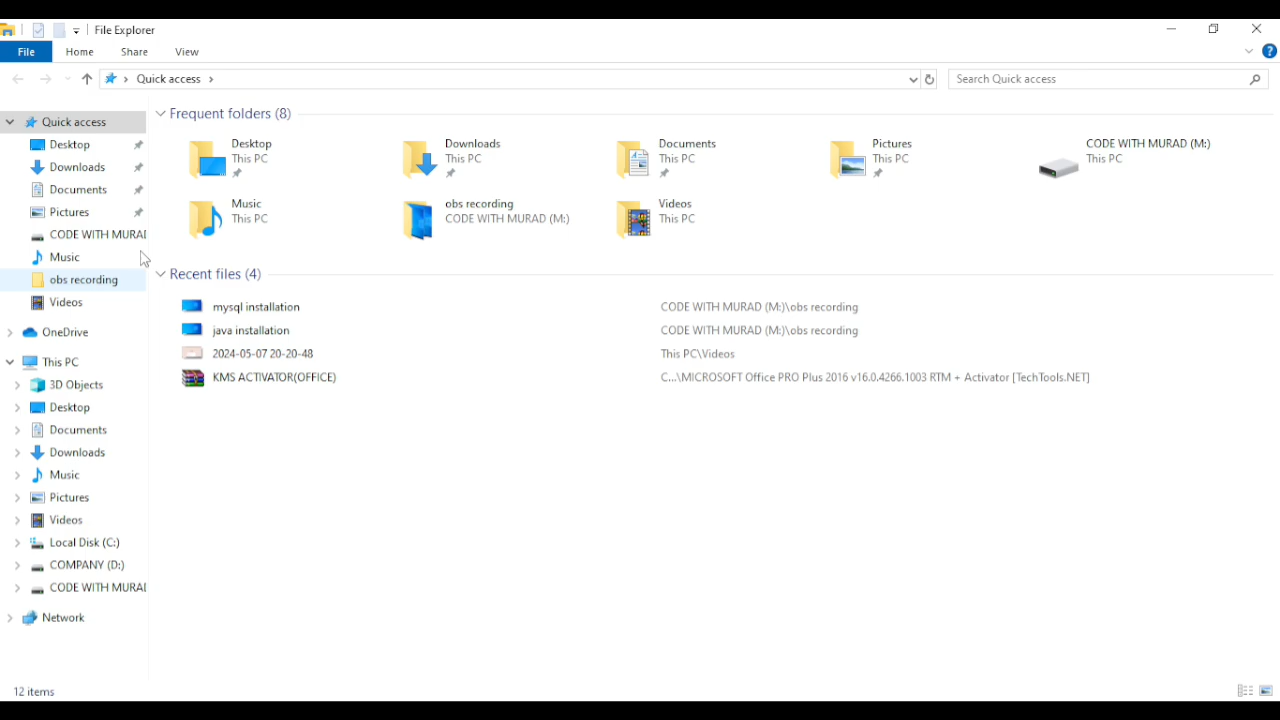 File Explorer
File Home Share View
Quick access
Search Quick access
Quick access
Desktop
Downloads
Documents
Pictures
CODE WITH MURAD
Music
obs recording
Videos
OneDrive
This PC
3D Objects
Desktop
Documents
Downloads
Music
Pictures
Videos
Local Disk (C:)
COMPANY (D:)
CODE WITH MURAD
Network
Frequent folders (8)
Desktop
This PC
Downloads
This PC
Documents
This PC
Pictures
This PC
CODE WITH MURAD (M:)
This PC
Music
This PC
obs recording
CODE WITH MURAD (M:)
Videos
This PC
Recent files (4)
mysql installation CODE WITH MURAD (M:)\obs recording
java installation CODE WITH MURAD (M:)\obs recording
2024-05-07 20-20-48 This PC\Videos
KMS ACTIVATOR(OFFICE) C...\MICROSOFT Office PRO Plus 2016 v16.0.4266.1003 RTM + Activator [TechTools.NET]
12 items